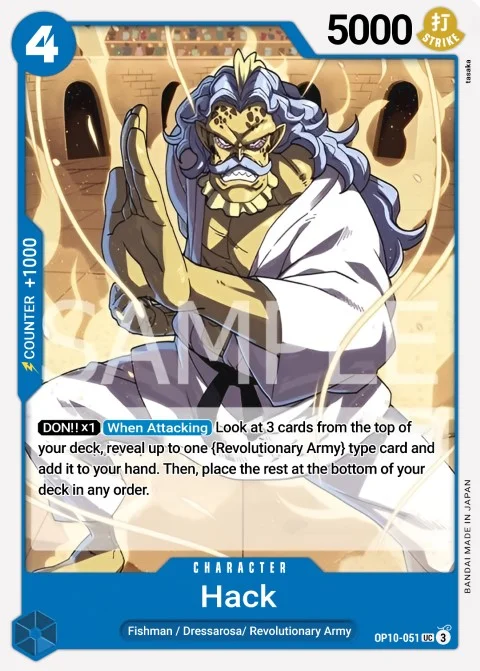 4
5000
打
STRIKE
tasaka
COUNTER +1000
SAMPLE
DON!! x1 When Attacking Look at 3 cards from the top of
your deck, reveal up to one {Revolutionary Army} type card and
add it to your hand. Then, place the rest at the bottom of your
deck in any order.
BANDAI MADE IN JAPAN
CHARACTER
Hack
Fishman / Dressarosa/ Revolutionary Army
OP10-051 UC 3